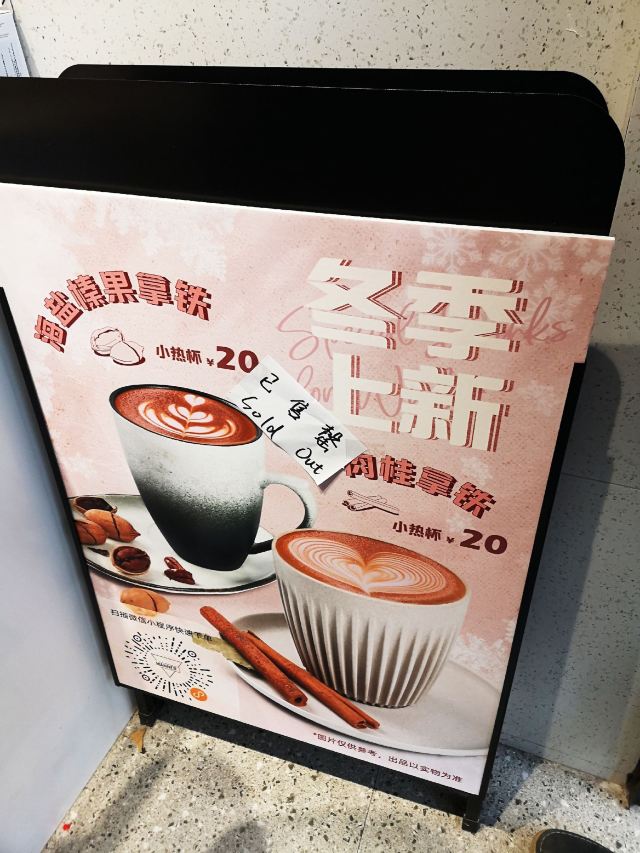 冬季
上新
海盐榛果拿铁
小热杯 ¥20
已售罄
Sold Out
肉桂拿铁
小热杯 ¥20
扫描微信小程序快速下单
*图片仅供参考，出品以实物为准